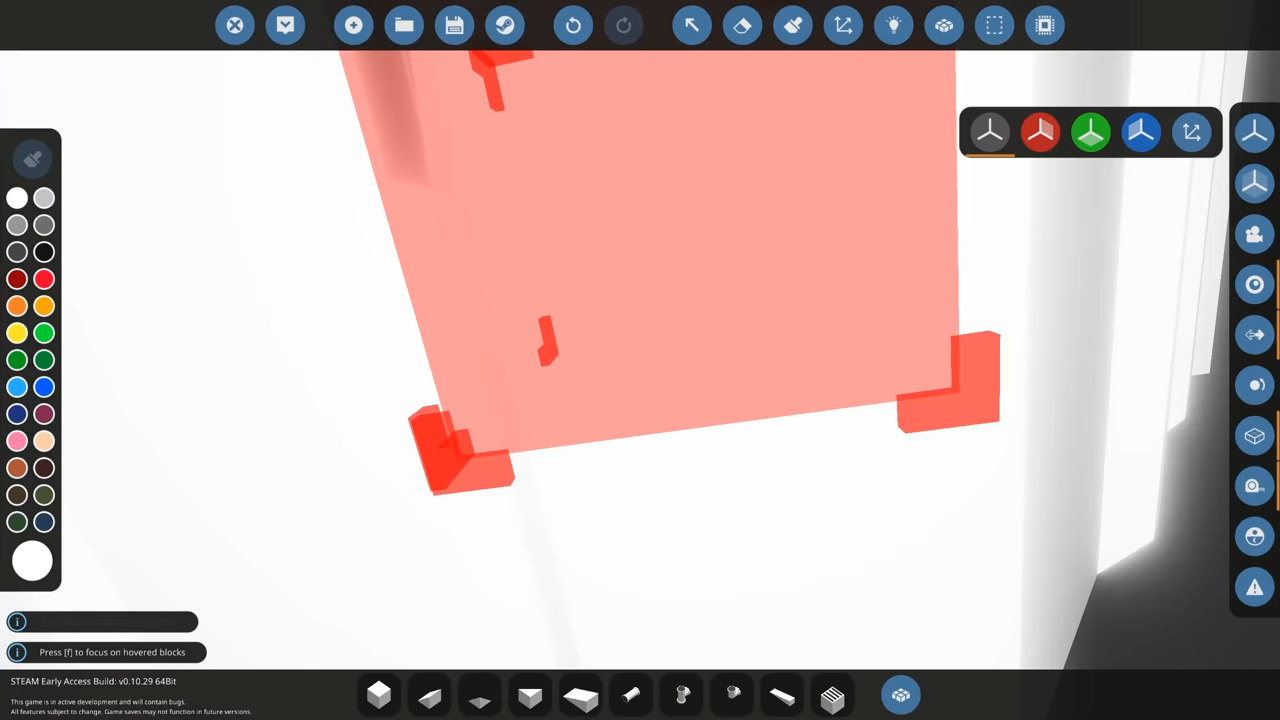 Press [f] to focus on hovered blocks
STEAM Early Access Build: v0.10.29 64Bit
This game is in active development and will contain bugs.
All features subject to change. Game saves may not function in future versions.